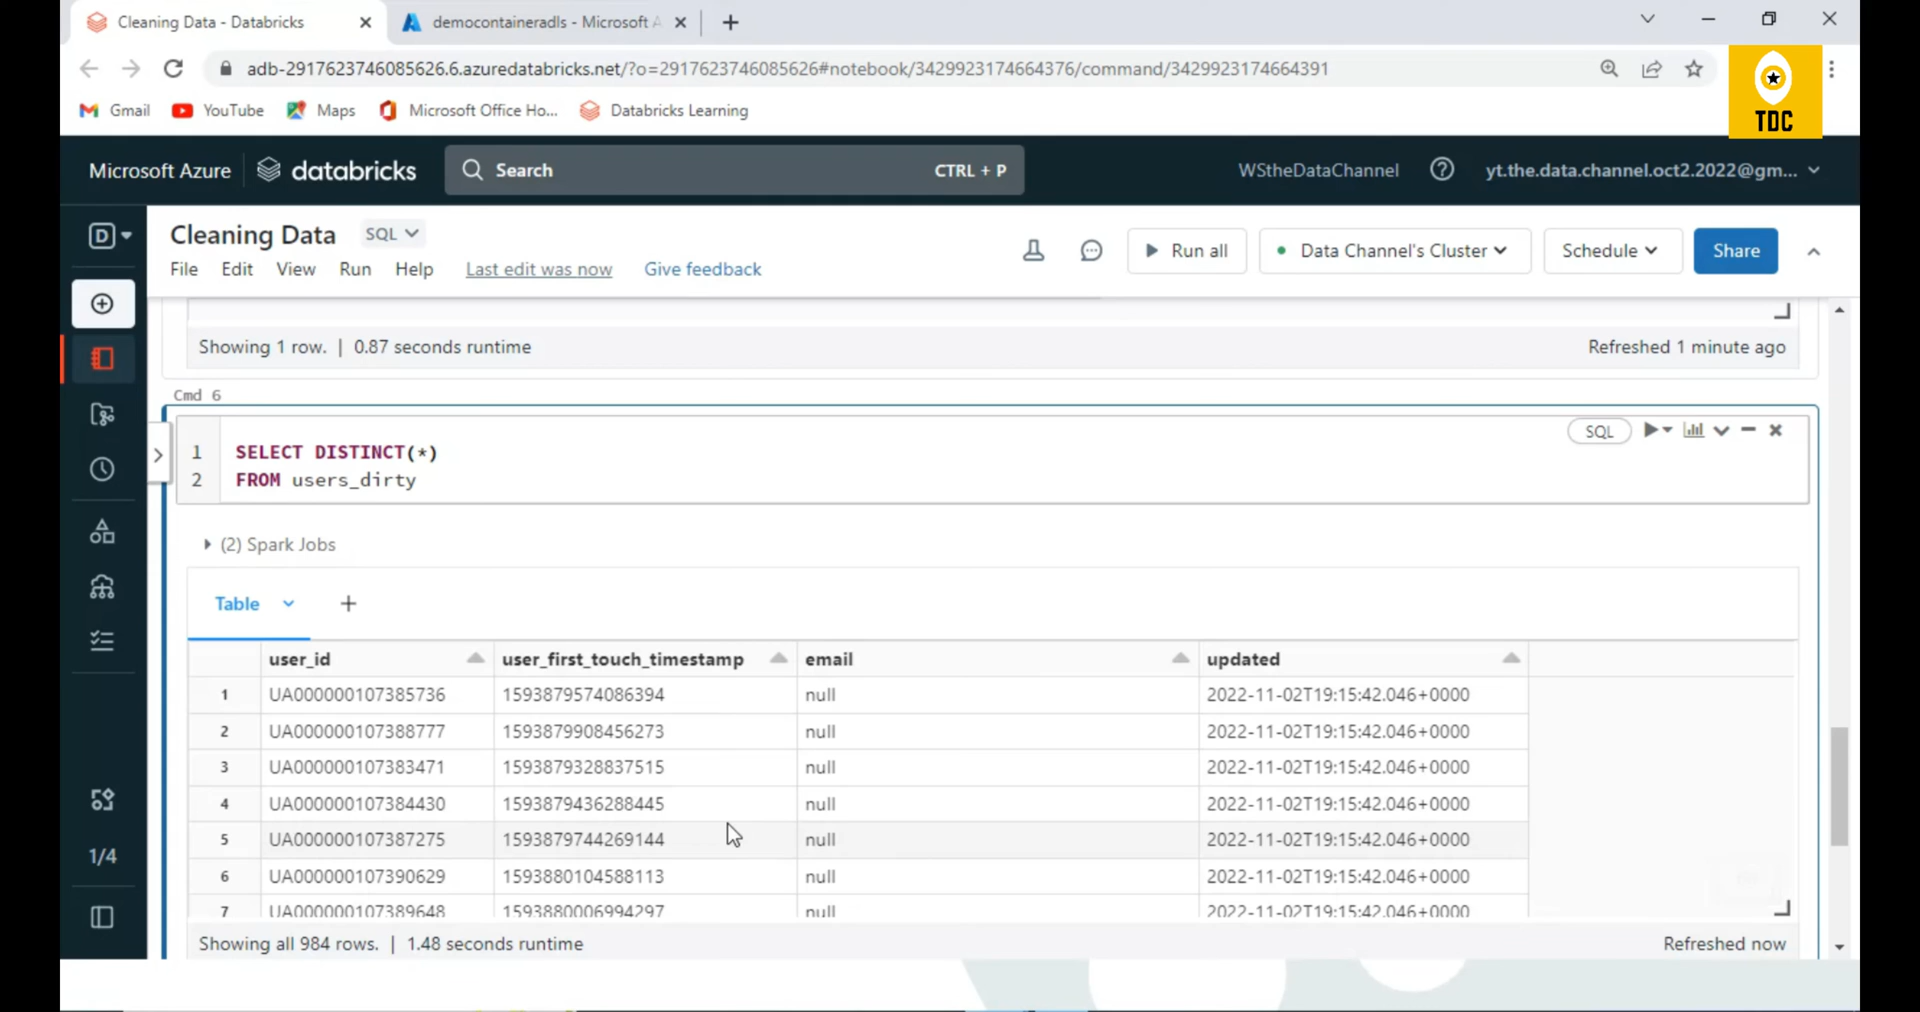 Cleaning Data - Databricks
democontaineradls - Microsoft A
adb-2917623746085626.6.azuredatabricks.net/?o=2917623746085626#notebook/3429923174664376/command/3429923174664391
Gmail YouTube Maps Microsoft Office Ho... Databricks Learning
TDC
Microsoft Azure databricks Search CTRL + P WStheDataChannel yt.the.data.channel.oct2.2022@gm...
D
Cleaning Data SQL
File Edit View Run Help Last edit was now Give feedback
Run all Data Channel's Cluster Schedule Share
Showing 1 row. | 0.87 seconds runtime Refreshed 1 minute ago
Cmd 6
SQL
1 SELECT DISTINCT(*)
2 FROM users_dirty
(2) Spark Jobs
Table +
user_id user_first_touch_timestamp email updated
1 UA000000107385736 1593879574086394 null 2022-11-02T19:15:42.046+0000
2 UA000000107388777 1593879908456273 null 2022-11-02T19:15:42.046+0000
3 UA000000107383471 1593879328837515 null 2022-11-02T19:15:42.046+0000
4 UA000000107384430 1593879436288445 null 2022-11-02T19:15:42.046+0000
5 UA000000107387275 1593879744269144 null 2022-11-02T19:15:42.046+0000
6 UA000000107390629 1593880104588113 null 2022-11-02T19:15:42.046+0000
7 UA000000107389648 1593880006994297 null 2022-11-02T19:15:42.046+0000
1/4
Showing all 984 rows. | 1.48 seconds runtime Refreshed now